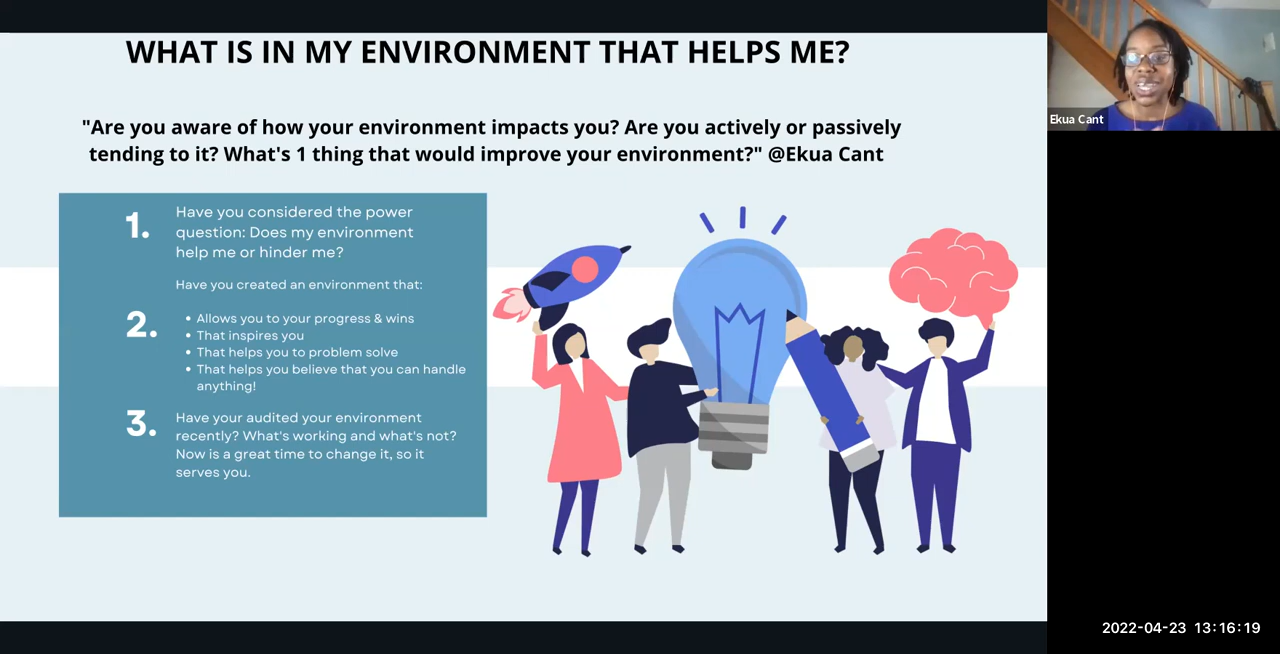 WHAT IS IN MY ENVIRONMENT THAT HELPS ME?
"Are you aware of how your environment impacts you? Are you actively or passively
tending to it? What's 1 thing that would improve your environment?" @Ekua Cant
1.
Have you considered the power
question: Does my environment
help me or hinder me?
Have you created an environment that:
2.
• Allows you to your progress & wins
• That inspires you
• That helps you to problem solve
• That helps you believe that you can handle
anything!
3.
Have your audited your environment
recently? What's working and what's not?
Now is a great time to change it, so it
serves you.
Ekua Cant
2022-04-23 13:16:19